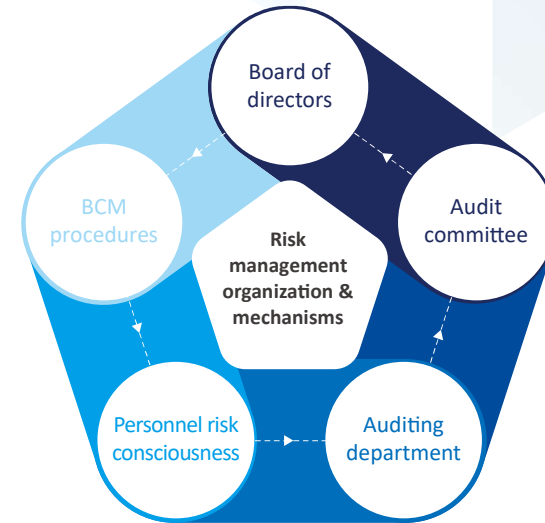 Board of
directors
BCM
procedures
Audit
committee
Risk
management
organization &
mechanisms
Personnel risk
consciousness
Auditing
department